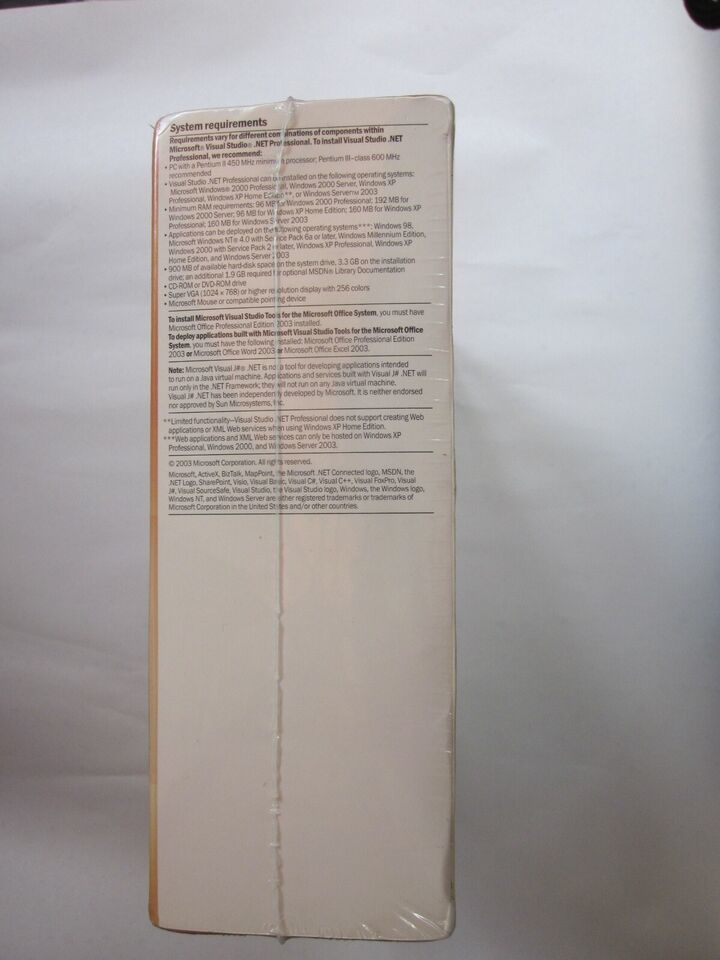 System requirements
Requirements vary for different combinations of components within
Microsoft® Visual Studio® .NET Professional. To install Visual Studio .NET
Professional, we recommend:
• PC with a Pentium II 450 MHz minimum processor; Pentium III–class 600 MHz
recommended
• Visual Studio .NET Professional can be installed on the following operating systems:
Microsoft Windows® 2000 Professional, Windows 2000 Server, Windows XP
Professional, Windows XP Home Edition**, or Windows Server™ 2003
• Minimum RAM requirements: 96 MB for Windows 2000 Professional; 192 MB for
Windows 2000 Server; 96 MB for Windows XP Home Edition; 160 MB for Windows XP
Professional; 160 MB for Windows Server 2003
• Applications can be deployed on the following operating systems***: Windows 98,
Microsoft Windows NT® 4.0 with Service Pack 6a or later, Windows Millennium Edition,
Windows 2000 with Service Pack 2 or later, Windows XP Professional, Windows XP
Home Edition, and Windows Server 2003
• 900 MB of available hard-disk space on the system drive, 3.3 GB on the installation
drive; an additional 1.9 GB required for optional MSDN® Library Documentation
• CD-ROM or DVD-ROM drive
• Super VGA (1024 × 768) or higher resolution display with 256 colors
• Microsoft Mouse or compatible pointing device
To install Microsoft Visual Studio Tools for the Microsoft Office System, you must have
Microsoft Office Professional Edition 2003 installed.
To deploy applications built with Microsoft Visual Studio Tools for the Microsoft Office
System, you must have the following installed: Microsoft Office Professional Edition
2003 or Microsoft Office Word 2003 or Microsoft Office Excel 2003.
Note: Microsoft Visual J#® .NET is not a tool for developing applications intended
to run on a Java virtual machine. Applications and services built with Visual J# .NET will
run only in the .NET Framework; they will not run on any Java virtual machine.
Visual J# .NET has been independently developed by Microsoft. It is neither endorsed
nor approved by Sun Microsystems, Inc.
**Limited functionality—Visual Studio .NET Professional does not support creating Web
applications or XML Web services when using Windows XP Home Edition.
***Web applications and XML Web services can only be hosted on Windows XP
Professional, Windows 2000, and Windows Server 2003.
© 2003 Microsoft Corporation. All rights reserved.
Microsoft, ActiveX, BizTalk, MapPoint, the Microsoft .NET Connected logo, MSDN, the
.NET Logo, SharePoint, Visio, Visual Basic, Visual C#, Visual C++, Visual FoxPro, Visual
J#, Visual SourceSafe, Visual Studio, the Visual Studio logo, Windows, the Windows logo,
Windows NT, and Windows Server are either registered trademarks or trademarks of
Microsoft Corporation in the United States and/or other countries.